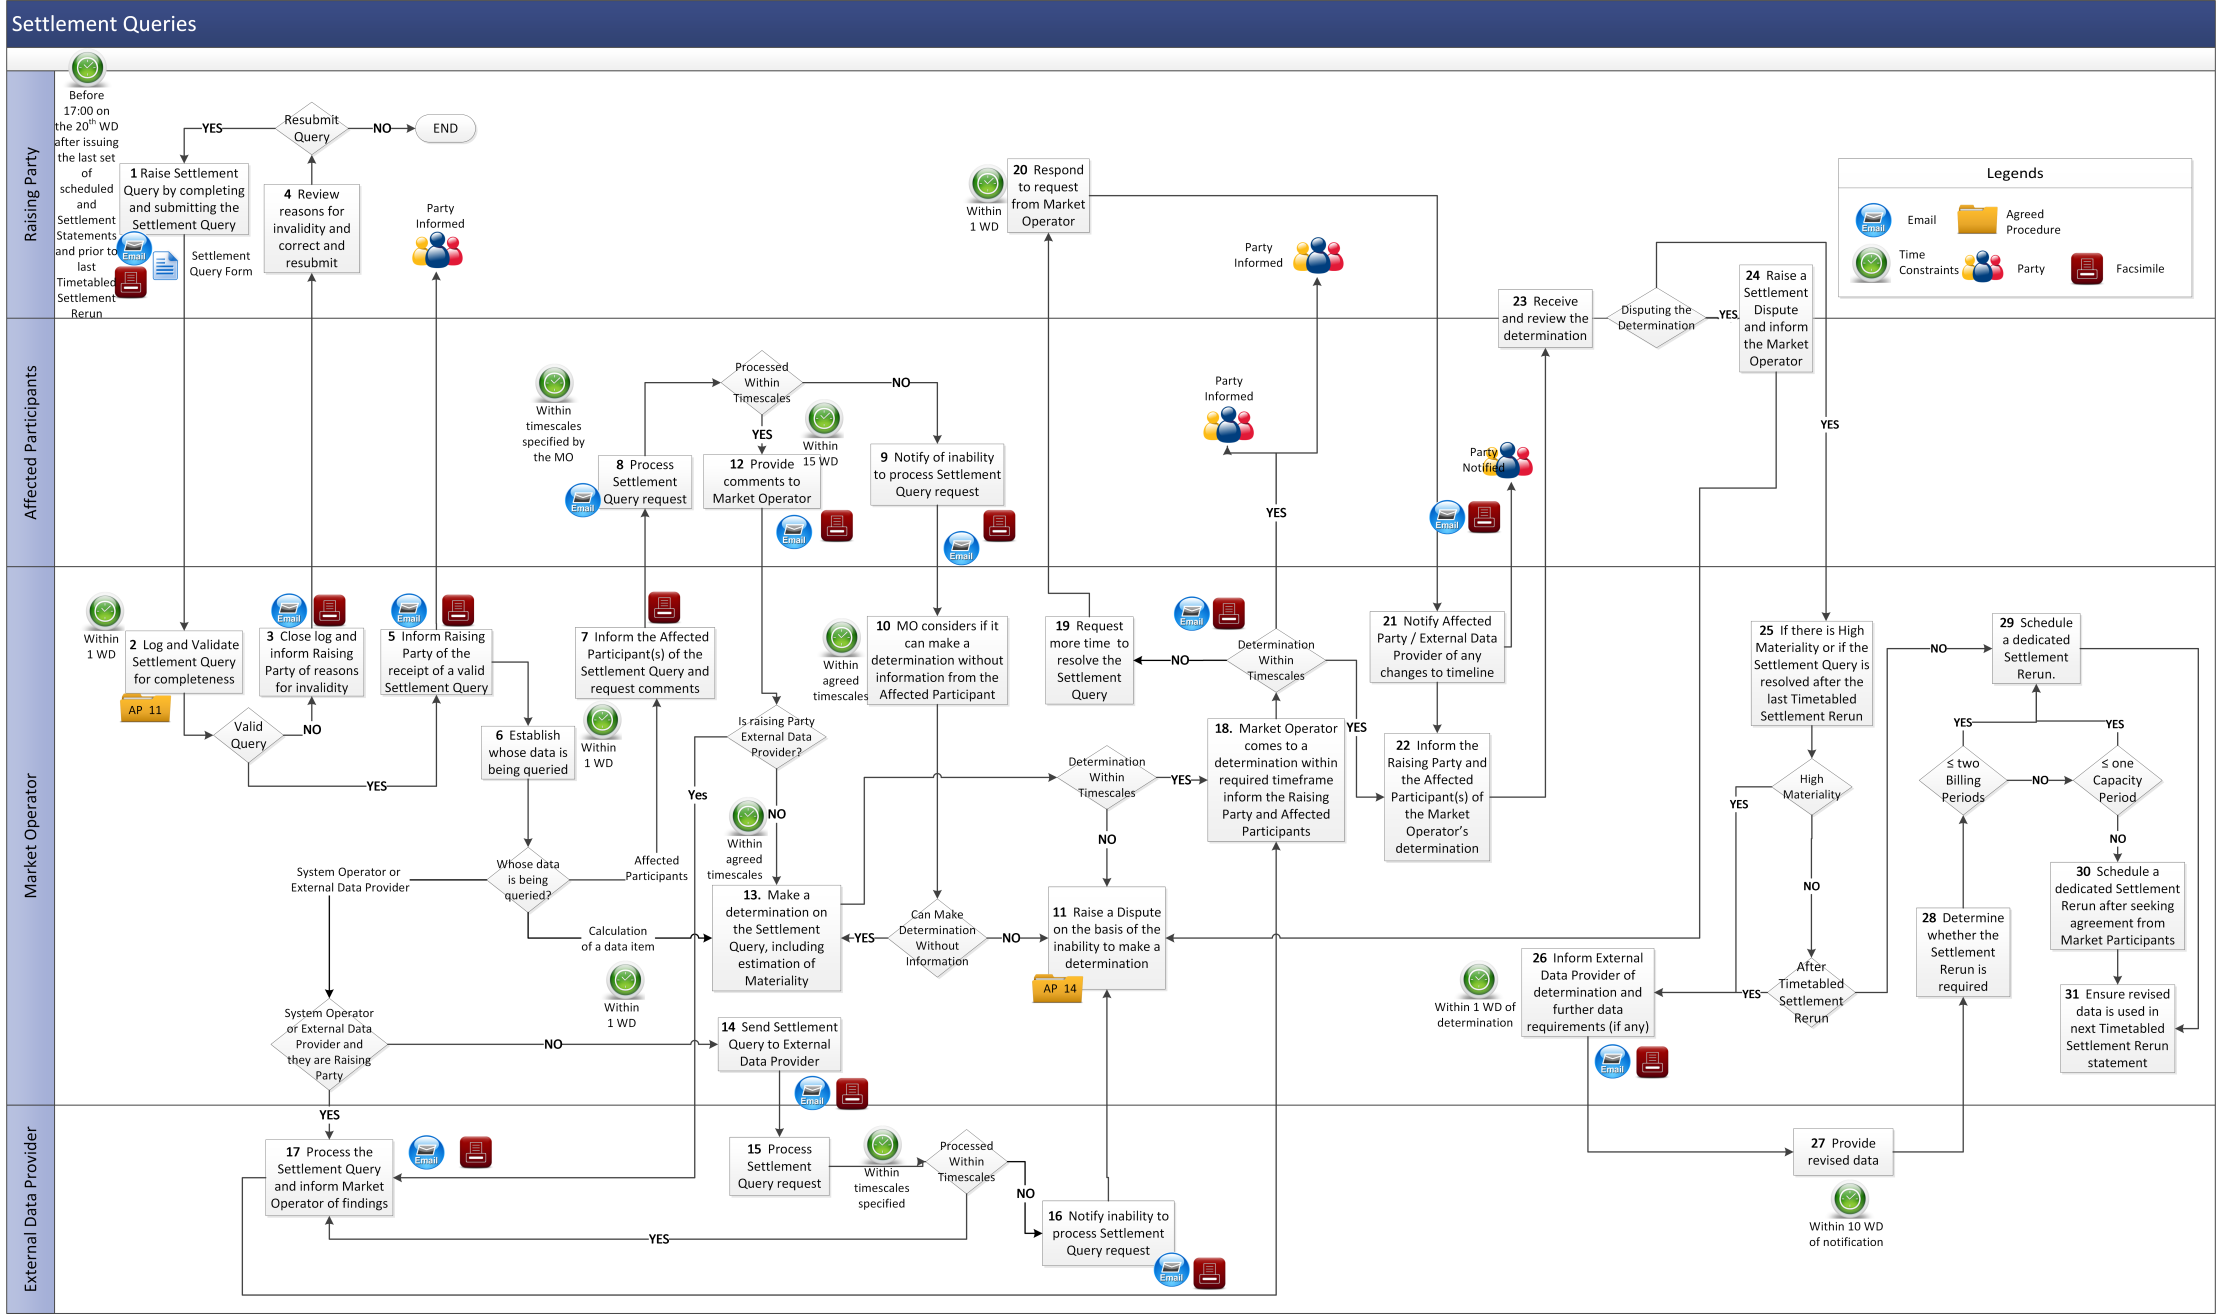 Settlement Queries
Raising Party
Before
17:00 on
the 20th WD
after issuing
the last set
of
scheduled
and
Settlement
Statements
and prior to
last
Timetabled
Settlement
Rerun
YES
Resubmit
Query
NO
END
1 Raise Settlement
Query by completing
and submitting the
Settlement Query
Email
Settlement
Query Form
4 Review
reasons for
invalidity and
correct and
resubmit
Party
Informed
Within
1 WD
20 Respond
to request
from Market
Operator
Party
Informed
23 Receive
and review the
determination
Disputing the
Determination
YES
24 Raise a
Settlement
Dispute
and inform
the Market
Operator
Legends
Email
Email
Agreed
Procedure
Time
Constraints
Party
Facsimile
Affected Participants
Within
timescales
specified by
the MO
8 Process
Settlement
Query request
Email
Processed
Within
Timescales
NO
YES
Within
15 WD
12 Provide
comments to
Market Operator
Email
9 Notify of inability
to process Settlement
Query request
Email
Party
Informed
YES
Party
Notified
Email
YES
Market Operator
Within
1 WD
2 Log and Validate
Settlement Query
for completeness
AP 11
Valid
Query
NO
YES
Email
3 Close log and
inform Raising
Party of reasons
for invalidity
Email
5 Inform Raising
Party of the
receipt of a valid
Settlement Query
6 Establish
whose data is
being queried
7 Inform the Affected
Participant(s) of the
Settlement Query and
request comments
Within
1 WD
Whose data
is being
queried?
Affected
Participants
System Operator or
External Data Provider
Calculation
of a data item
Within
1 WD
System Operator
or External Data
Provider and
they are Raising
Party
NO
Is raising Party
External Data
Provider?
Yes
NO
Within
agreed
timescales
13. Make a
determination on
the Settlement
Query, including
estimation of
Materiality
14 Send Settlement
Query to External
Data Provider
Email
Within
agreed
timescales
10 MO considers if it
can make a
determination without
information from the
Affected Participant
Can Make
Determination
Without
Information
YES
NO
Determination
Within
Timescales
YES
NO
11 Raise a Dispute
on the basis of the
inability to make a
determination
AP 14
19 Request
more time to
resolve the
Settlement
Query
Email
NO
Determination
Within
Timescales
YES
18. Market Operator
comes to a
determination within
required timeframe
inform the Raising
Party and Affected
Participants
21 Notify Affected
Party / External Data
Provider of any
changes to timeline
22 Inform the
Raising Party and
the Affected
Participant(s) of
the Market
Operator's
determination
25 If there is High
Materiality or if the
Settlement Query is
resolved after the
last Timetabled
Settlement Rerun
High
Materiality
YES
NO
After
Timetabled
Settlement
Rerun
YES
NO
Within 1 WD of
determination
26 Inform External
Data Provider of
determination and
further data
requirements (if any)
Email
28 Determine
whether the
Settlement
Rerun is
required
≤ two
Billing
Periods
YES
NO
≤ one
Capacity
Period
YES
NO
29 Schedule
a dedicated
Settlement
Rerun.
30 Schedule a
dedicated Settlement
Rerun after seeking
agreement from
Market Participants
31 Ensure revised
data is used in
next Timetabled
Settlement Rerun
statement
External Data Provider
YES
17 Process the
Settlement Query
and inform Market
Operator of findings
Email
15 Process
Settlement
Query request
Within
timescales
specified
Processed
Within
Timescales
NO
YES
16 Notify inability to
process Settlement
Query request
Email
27 Provide
revised data
Within 10 WD
of notification